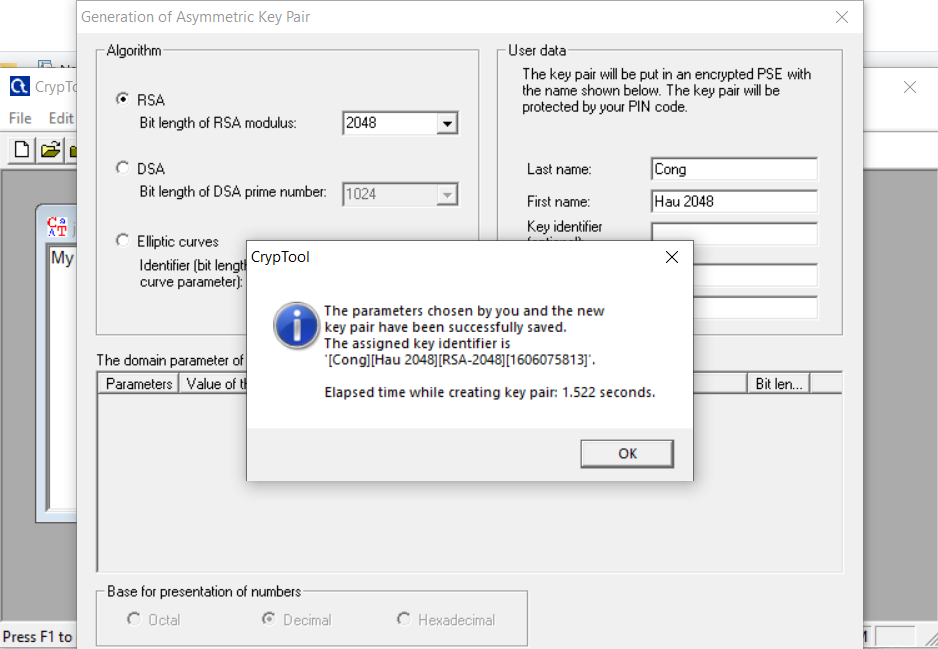 Generation of Asymmetric Key Pair
Algorithm
RSA
Bit length of RSA modulus:
2048
DSA
Bit length of DSA prime number:
1024
Elliptic curves
Identifier (bit length
curve parameter):
User data
The key pair will be put in an encrypted PSE with
the name shown below. The key pair will be
protected by your PIN code.
Last name:
Cong
First name:
Hau 2048
Key identifier
CrypTool
The parameters chosen by you and the new
key pair have been successfully saved.
The assigned key identifier is
'[Cong][Hau 2048][RSA-2048][1606075813]'.
Elapsed time while creating key pair: 1.522 seconds.
OK
The domain parameter of
Parameters
Value of th
Bit len...
Base for presentation of numbers
Octal
Decimal
Hexadecimal
CrypTo
File Edit
My
Press F1 to